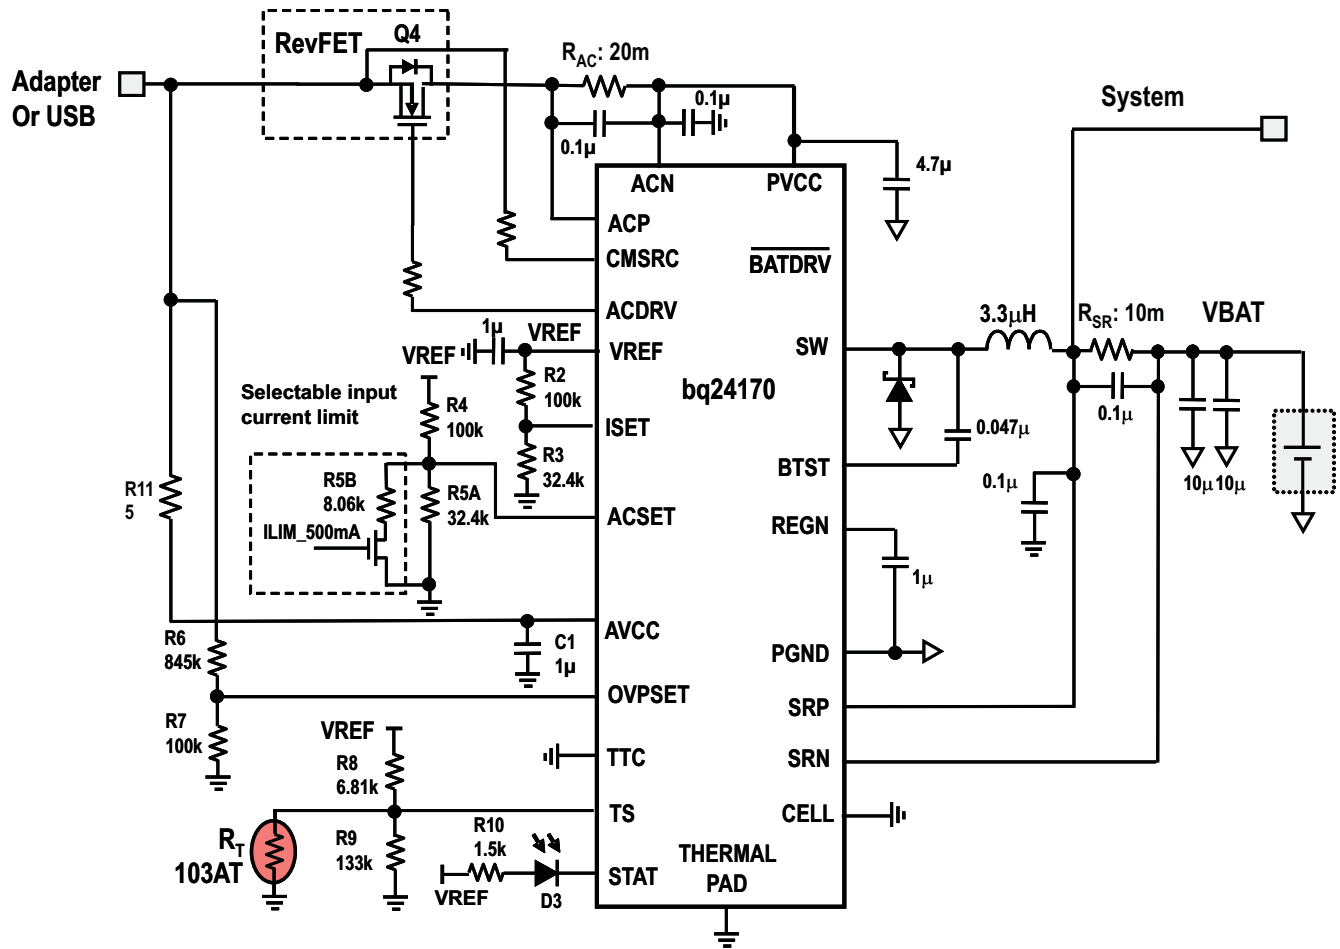 RevFET
Q4
Adapter
Or USB
R_AC: 20m
0.1µ
0.1µ
System
4.7µ
ACN
PVCC
ACP
CMSRC
BATDRV
ACDRV
1µ
VREF
VREF
VREF
SW
3.3µH
R_SR: 10m
VBAT
bq24170
Selectable input
current limit
R4
100k
R2
100k
ISET
R3
32.4k
0.047µ
0.1µ
BTST
R5B
8.06k
R5A
32.4k
R11
5
ILIM_500mA
ACSET
REGN
0.1µ
10µ
10µ
1µ
AVCC
C1
1µ
R6
845k
PGND
OVPSET
SRP
R7
100k
VREF
TTC
SRN
R8
6.81k
TS
CELL
R_T
103AT
R9
133k
R10
1.5k
VREF
D3
STAT
THERMAL
PAD